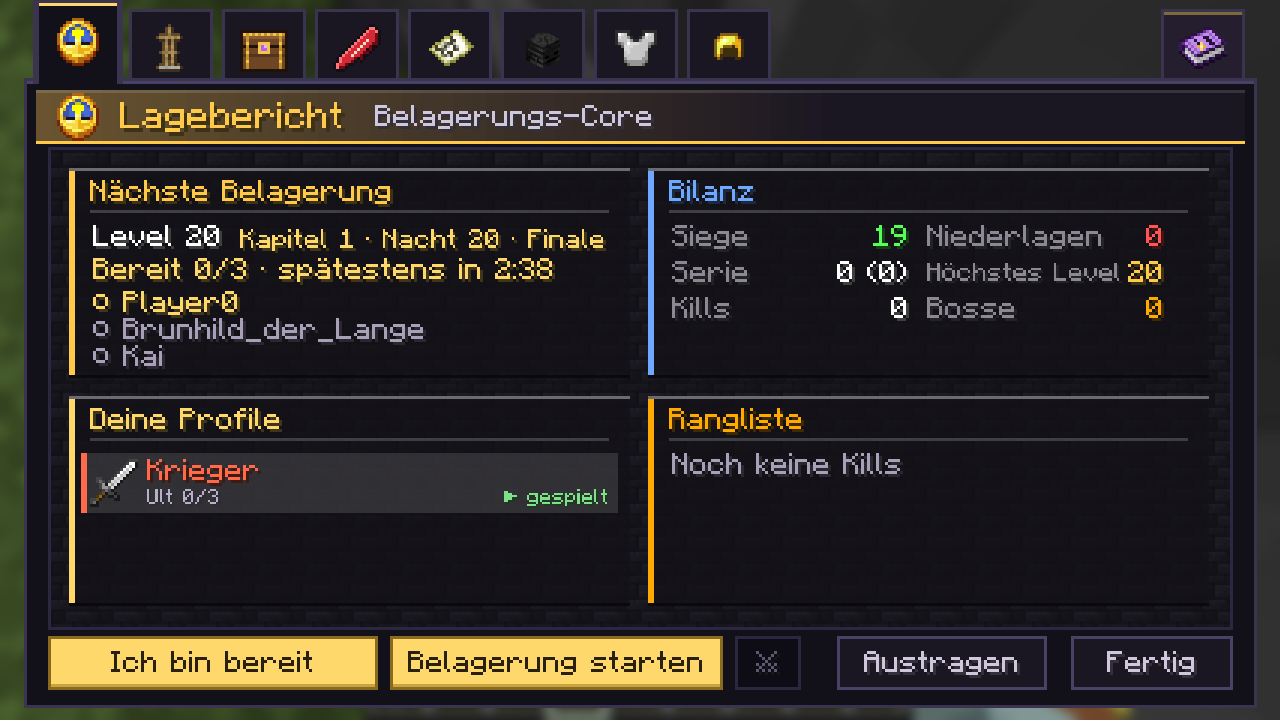 Lagebericht Belagerungs-Core
Nächste Belagerung
Level 20 Kapitel 1 · Nacht 20 · Finale
Bereit 0/3 · spätestens in 2:38
Player0
Brunhild_der_Lange
Kai
Bilanz
Siege 19 Niederlagen 0
Serie 0 (0) Höchstes Level 20
Kills 0 Bosse 0
Deine Profile
Krieger
Ult 0/3 ▶ gespielt
Rangliste
Noch keine Kills
Ich bin bereit
Belagerung starten
Austragen
Fertig